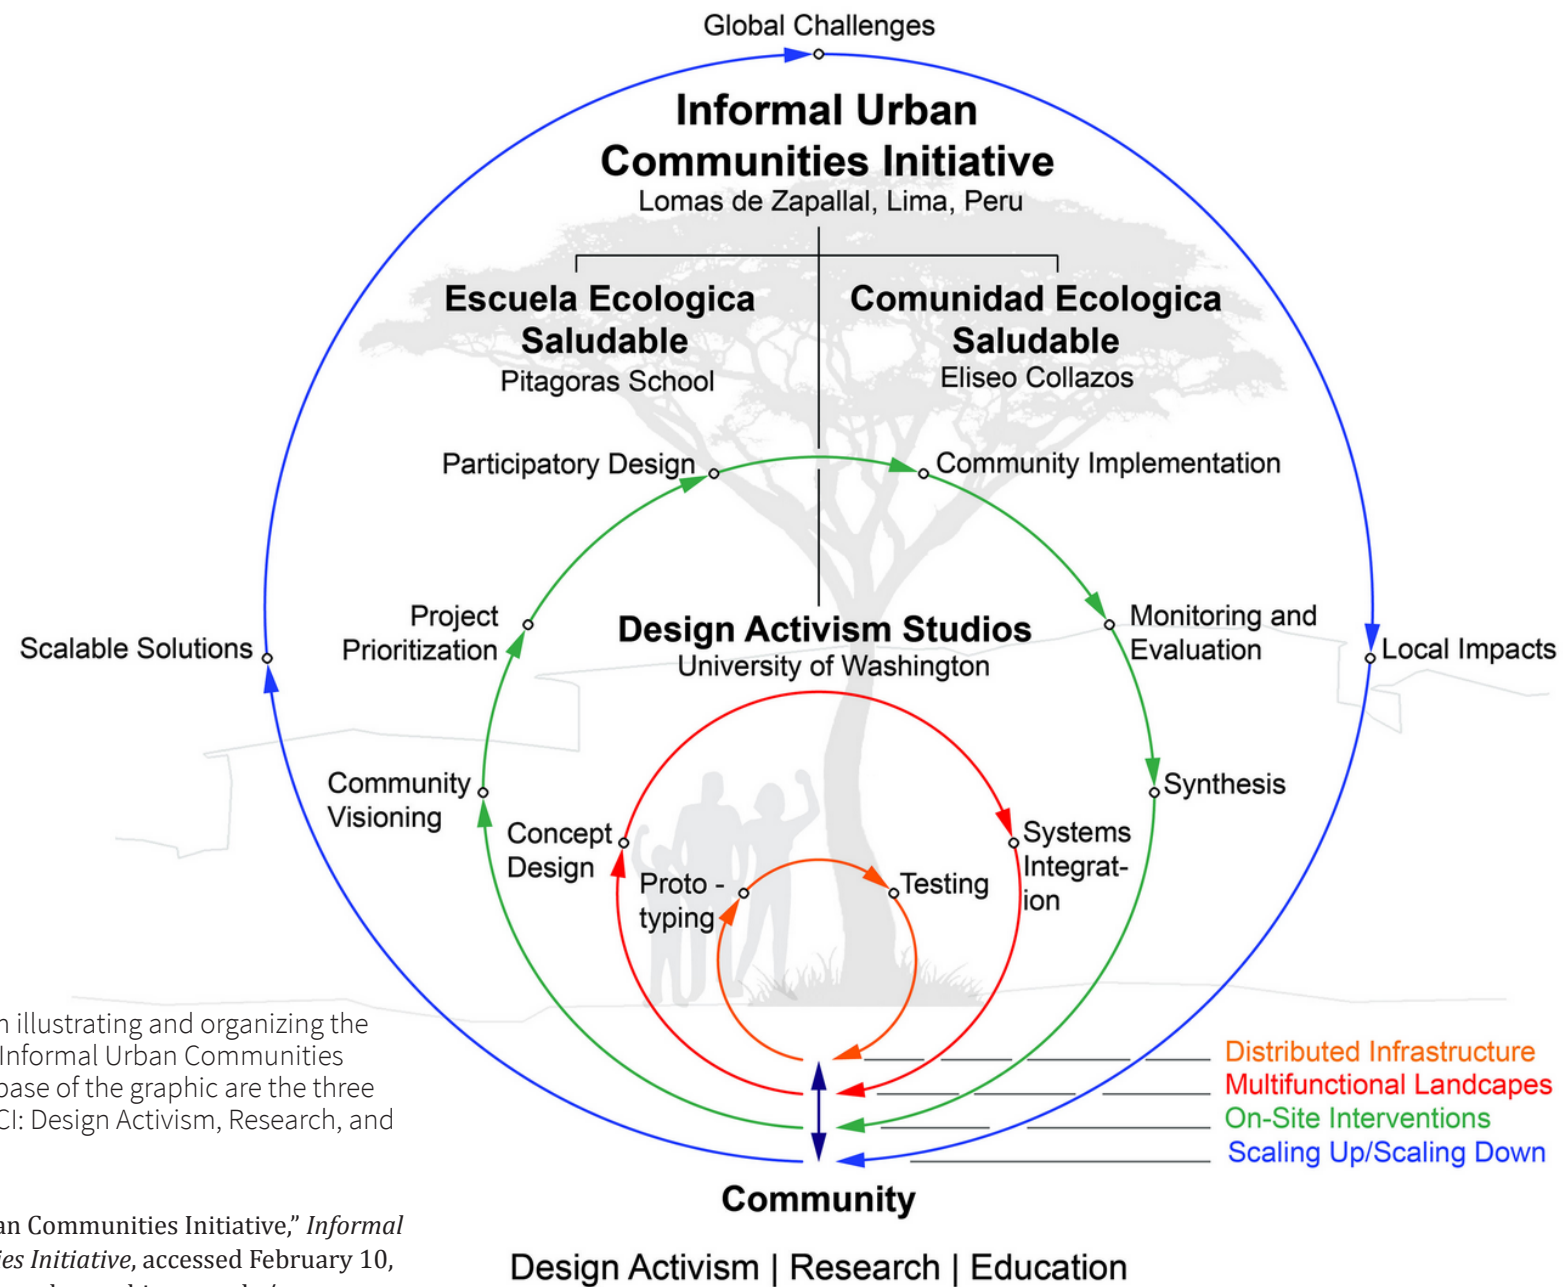 Global Challenges
Informal Urban
Communities Initiative
Lomas de Zapallal, Lima, Peru
Escuela Ecologica
Saludable
Pitagoras School
Comunidad Ecologica
Saludable
Eliseo Collazos
Participatory Design
Community Implementation
Project
Prioritization
Design Activism Studios
University of Washington
Monitoring and
Evaluation
Scalable Solutions
Local Impacts
Community
Visioning
Synthesis
Concept
Design
Systems
Integrat-
ion
Proto -
typing
Testing
illustrating and organizing the
Informal Urban Communities
base of the graphic are the three
CI: Design Activism, Research, and
Distributed Infrastructure
Multifunctional Landcapes
On-Site Interventions
Scaling Up/Scaling Down
an Communities Initiative,” Informal
ies Initiative, accessed February 10,
Community
Design Activism | Research | Education